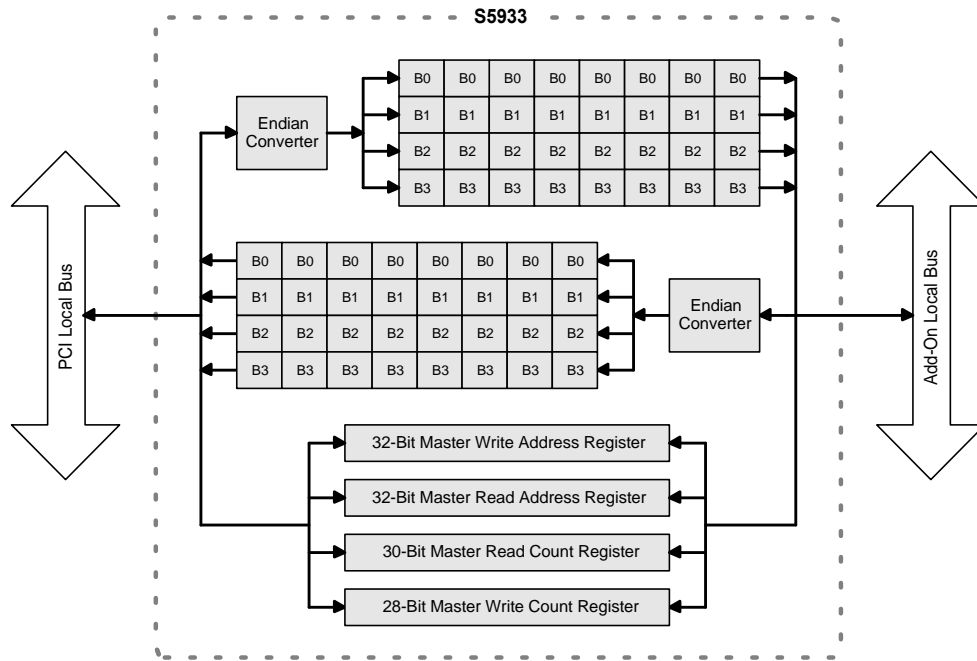 S5933
B0 B0 B0 B0 B0 B0 B0 B0
Endian
Converter
B1 B1 B1 B1 B1 B1 B1 B1
B2 B2 B2 B2 B2 B2 B2 B2
B3 B3 B3 B3 B3 B3 B3 B3
PCI Local Bus
B0 B0 B0 B0 B0 B0 B0 B0
B1 B1 B1 B1 B1 B1 B1 B1
B2 B2 B2 B2 B2 B2 B2 B2
B3 B3 B3 B3 B3 B3 B3 B3
Endian
Converter
Add-On Local Bus
32-Bit Master Write Address Register
32-Bit Master Read Address Register
30-Bit Master Read Count Register
28-Bit Master Write Count Register